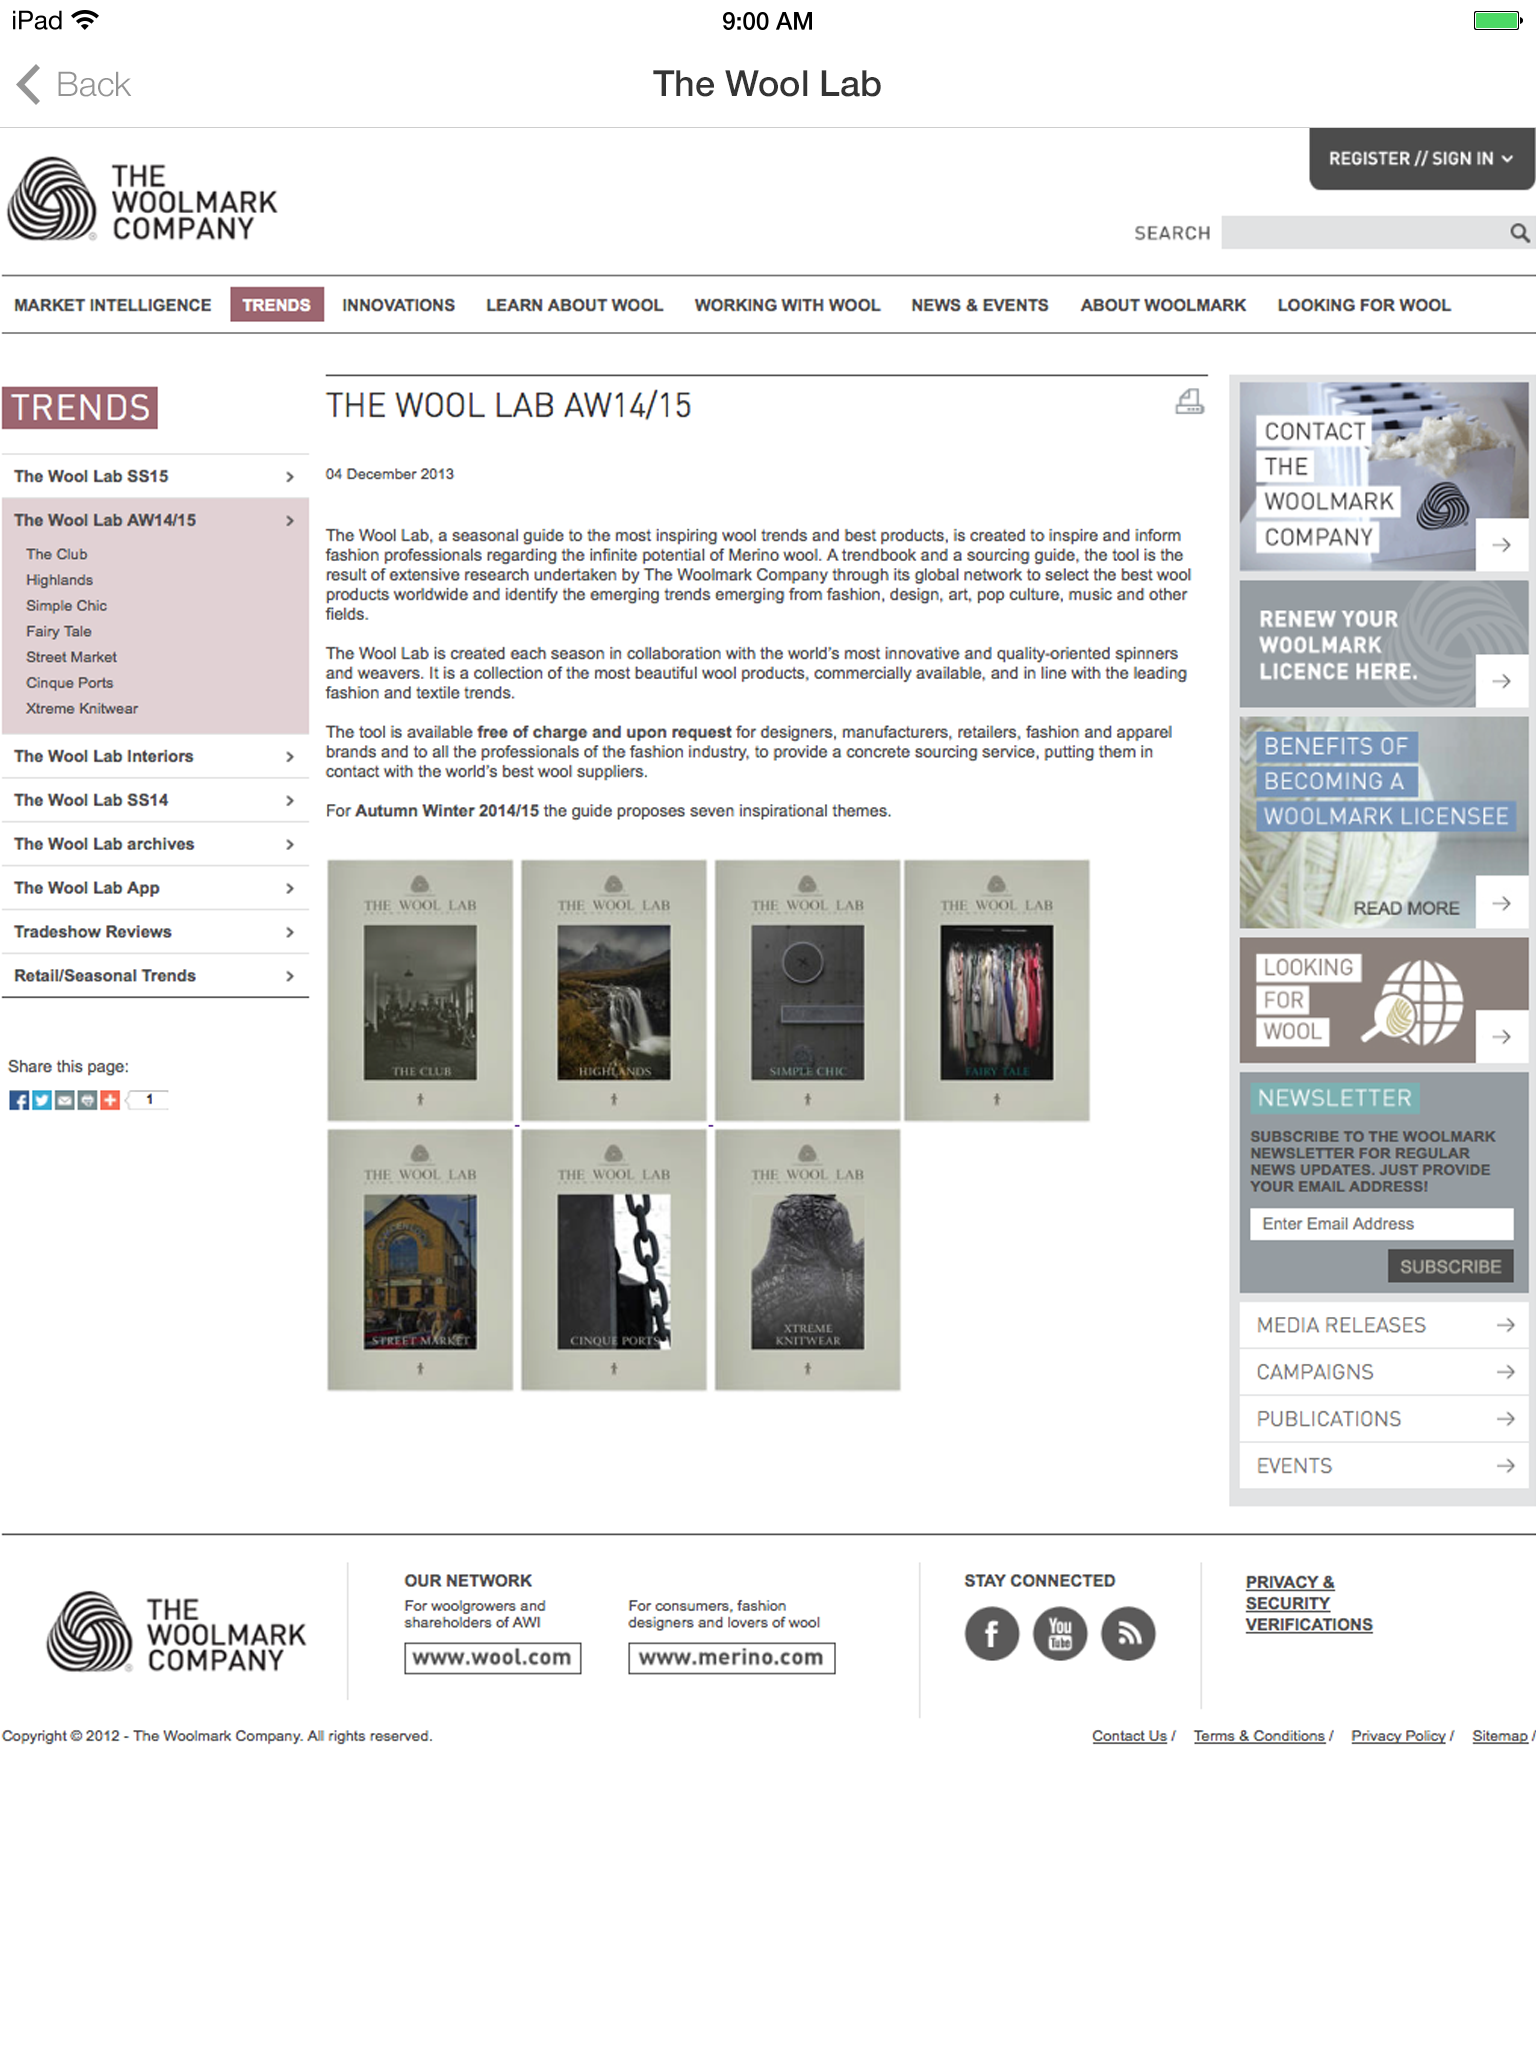 iPad
9:00 AM
Back
The Wool Lab
THE
WOOLMARK
COMPANY
REGISTER // SIGN IN
SEARCH
MARKET INTELLIGENCE
TRENDS
INNOVATIONS
LEARN ABOUT WOOL
WORKING WITH WOOL
NEWS & EVENTS
ABOUT WOOLMARK
LOOKING FOR WOOL
TRENDS
The Wool Lab SS15
The Wool Lab AW14/15
The Club
Highlands
Simple Chic
Fairy Tale
Street Market
Cinque Ports
Xtreme Knitwear
The Wool Lab Interiors
The Wool Lab SS14
The Wool Lab archives
The Wool Lab App
Tradeshow Reviews
Retail/Seasonal Trends
Share this page:
1
THE WOOL LAB AW14/15
04 December 2013
The Wool Lab, a seasonal guide to the most inspiring wool trends and best products, is created to inspire and inform
fashion professionals regarding the infinite potential of Merino wool. A trendbook and a sourcing guide, the tool is the
result of extensive research undertaken by The Woolmark Company through its global network to select the best wool
products worldwide and identify the emerging trends emerging from fashion, design, art, pop culture, music and other
fields.
The Wool Lab is created each season in collaboration with the world's most innovative and quality-oriented spinners
and weavers. It is a collection of the most beautiful wool products, commercially available, and in line with the leading
fashion and textile trends.
The tool is available free of charge and upon request for designers, manufacturers, retailers, fashion and apparel
brands and to all the professionals of the fashion industry, to provide a concrete sourcing service, putting them in
contact with the world's best wool suppliers.
For Autumn Winter 2014/15 the guide proposes seven inspirational themes.
THE WOOL LAB
THE CLUB
THE WOOL LAB
HIGHLANDS
THE WOOL LAB
SIMPLE CHIC
THE WOOL LAB
FAIRY TALE
THE WOOL LAB
STREET MARKET
THE WOOL LAB
CINQUE PORTS
THE WOOL LAB
XTREME
KNITWEAR
CONTACT
THE
WOOLMARK
COMPANY
RENEW YOUR
WOOLMARK
LICENCE HERE.
BENEFITS OF
BECOMING A
WOOLMARK LICENSEE
READ MORE
LOOKING
FOR
WOOL
NEWSLETTER
SUBSCRIBE TO THE WOOLMARK
NEWSLETTER FOR REGULAR
NEWS UPDATES. JUST PROVIDE
YOUR EMAIL ADDRESS!
Enter Email Address
SUBSCRIBE
MEDIA RELEASES
CAMPAIGNS
PUBLICATIONS
EVENTS
THE
WOOLMARK
COMPANY
OUR NETWORK
For woolgrowers and
shareholders of AWI
www.wool.com
For consumers, fashion
designers and lovers of wool
www.merino.com
STAY CONNECTED
f
You
Tube
PRIVACY &
SECURITY
VERIFICATIONS
Copyright © 2012 - The Woolmark Company. All rights reserved.
Contact Us /
Terms & Conditions /
Privacy Policy /
Sitemap /